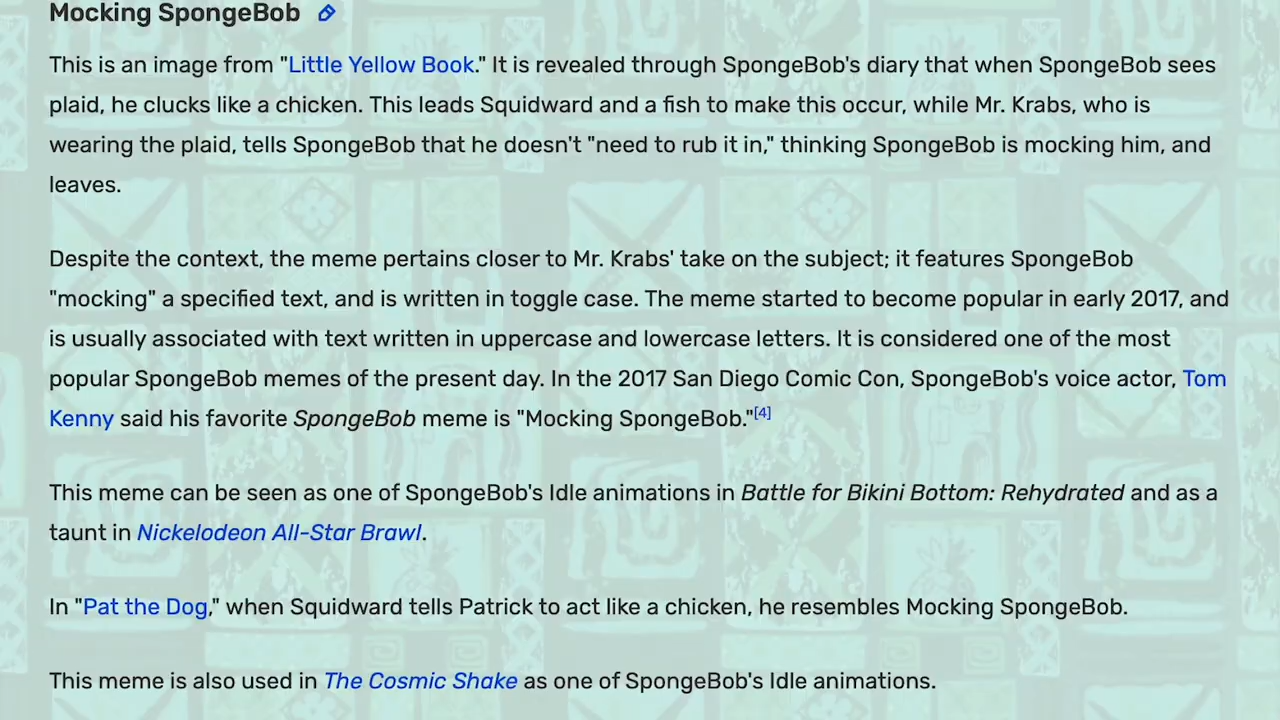 Mocking SpongeBob
This is an image from "Little Yellow Book." It is revealed through SpongeBob's diary that when SpongeBob sees
plaid, he clucks like a chicken. This leads Squidward and a fish to make this occur, while Mr. Krabs, who is
wearing the plaid, tells SpongeBob that he doesn't "need to rub it in," thinking SpongeBob is mocking him, and
leaves.
Despite the context, the meme pertains closer to Mr. Krabs' take on the subject; it features SpongeBob
"mocking" a specified text, and is written in toggle case. The meme started to become popular in early 2017, and
is usually associated with text written in uppercase and lowercase letters. It is considered one of the most
popular SpongeBob memes of the present day. In the 2017 San Diego Comic Con, SpongeBob's voice actor, Tom
Kenny said his favorite SpongeBob meme is "Mocking SpongeBob."[4]
This meme can be seen as one of SpongeBob's Idle animations in Battle for Bikini Bottom: Rehydrated and as a
taunt in Nickelodeon All-Star Brawl.
In "Pat the Dog," when Squidward tells Patrick to act like a chicken, he resembles Mocking SpongeBob.
This meme is also used in The Cosmic Shake as one of SpongeBob's Idle animations.